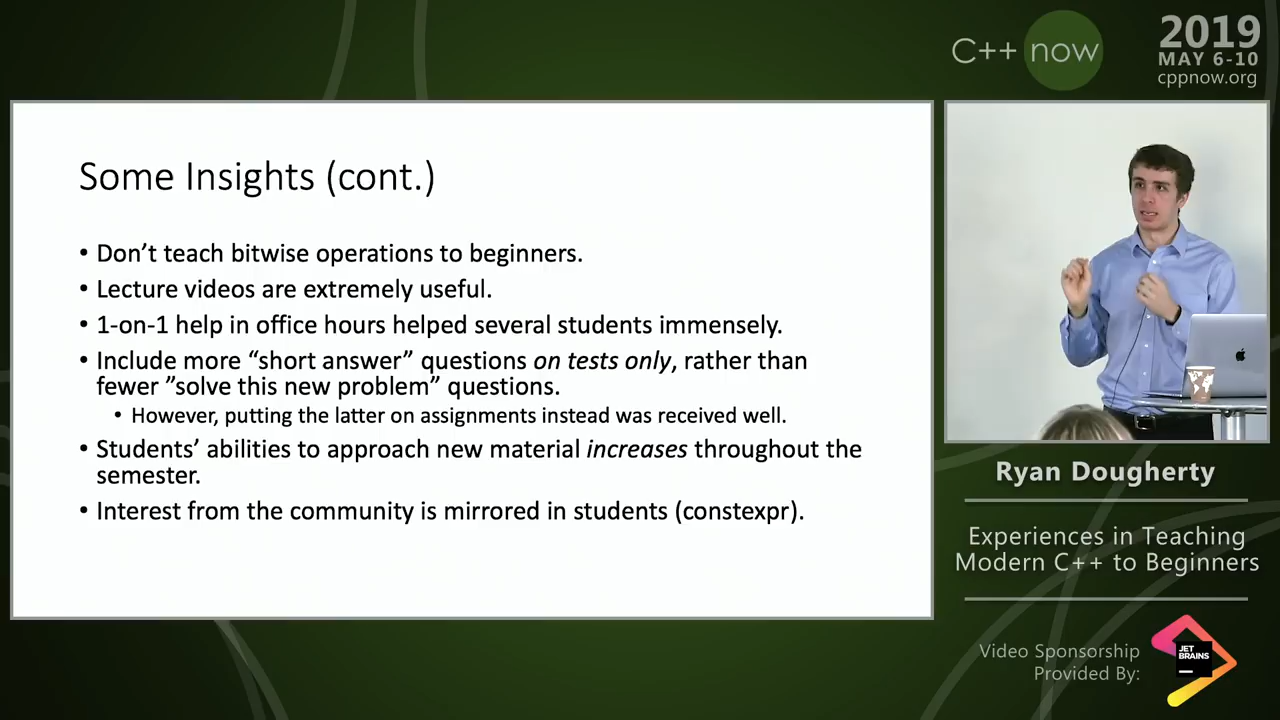 C++ now
2019
MAY 6-10
cppnow.org
Some Insights (cont.)
• Don’t teach bitwise operations to beginners.
• Lecture videos are extremely useful.
• 1-on-1 help in office hours helped several students immensely.
• Include more “short answer” questions on tests only, rather than
fewer ”solve this new problem” questions.
• However, putting the latter on assignments instead was received well.
• Students’ abilities to approach new material increases throughout the
semester.
• Interest from the community is mirrored in students (constexpr).
Ryan Dougherty
Experiences in Teaching
Modern C++ to Beginners
Video Sponsorship
Provided By:
JET
BRAINS